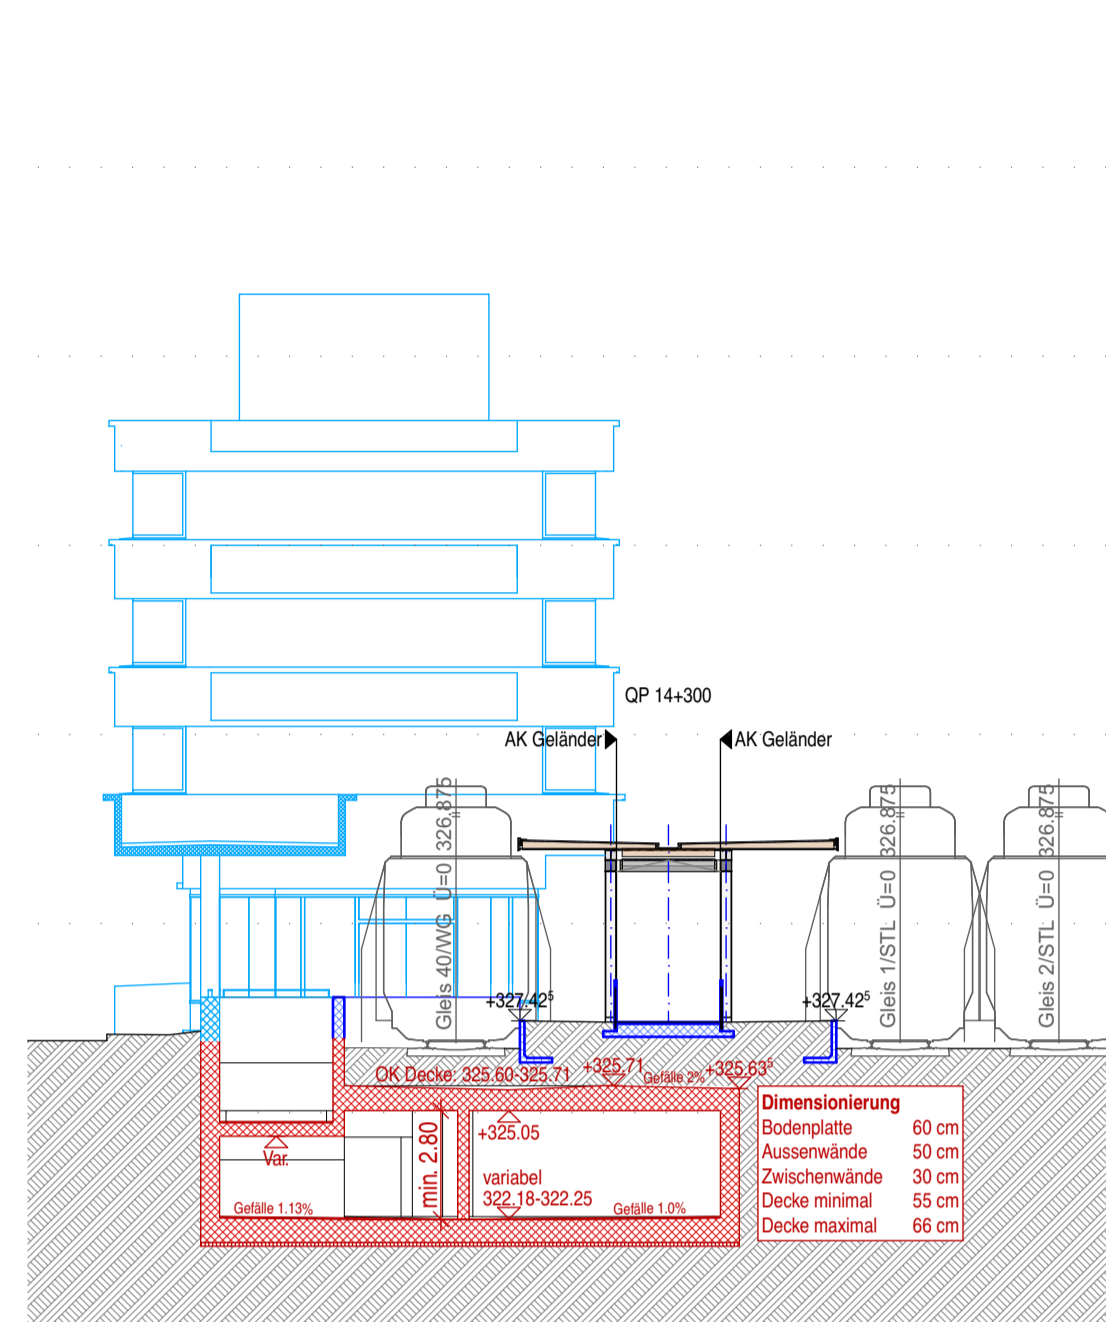 QP 14+300
AK Geländer
AK Geländer
Gleis 40/WG Ü=0 326.875
Gleis 1/STL Ü=0 326.875
Gleis 2/STL Ü=0 326.875
+327.42⁵
+327.42⁵
OK Decke: 325.60-325.71
+325.71
Gefälle 2%
+325.63⁵
+325.05
Var.
min. 2.80
variabel
322.18-322.25
Gefälle 1.13%
Gefälle 1.0%
Dimensionierung
Bodenplatte 60 cm
Aussenwände 50 cm
Zwischenwände 30 cm
Decke minimal 55 cm
Decke maximal 66 cm